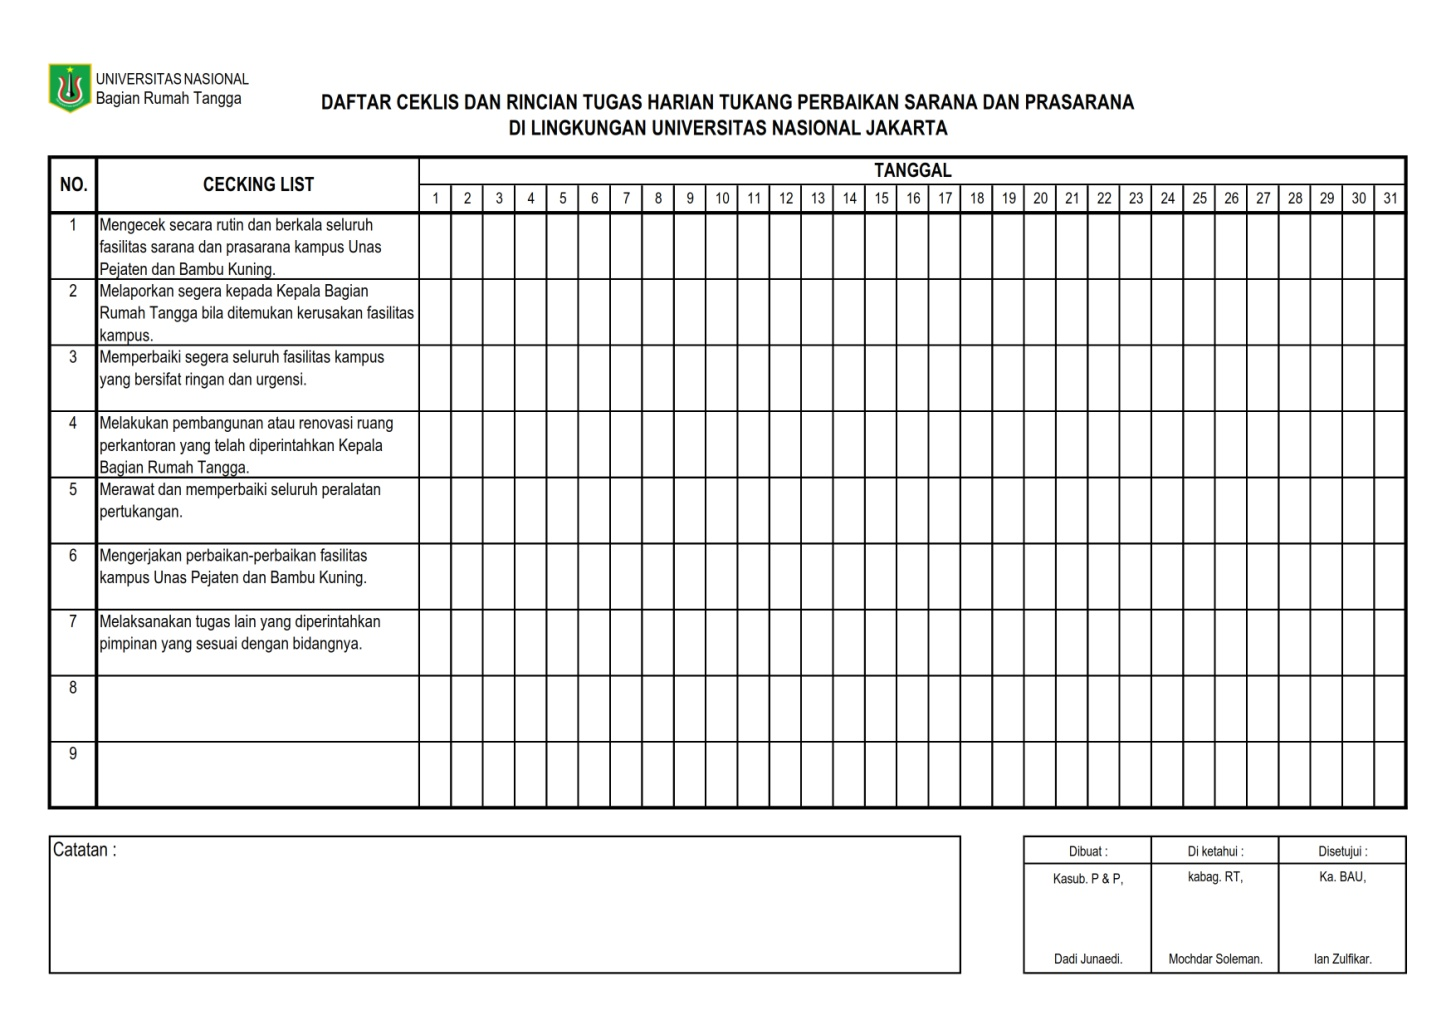 UNIVERSITAS NASIONAL
Bagian Rumah Tangga
DAFTAR CEKLIS DAN RINCIAN TUGAS HARIAN TUKANG PERBAIKAN SARANA DAN PRASARANA
DI LINGKUNGAN UNIVERSITAS NASIONAL JAKARTA
NO. CECKING LIST TANGGAL
1 2 3 4 5 6 7 8 9 10 11 12 13 14 15 16 17 18 19 20 21 22 23 24 25 26 27 28 29 30 31
1 Mengecek secara rutin dan berkala seluruh
fasilitas sarana dan prasarana kampus Unas
Pejaten dan Bambu Kuning.
2 Melaporkan segera kepada Kepala Bagian
Rumah Tangga bila ditemukan kerusakan fasilitas
kampus.
3 Memperbaiki segera seluruh fasilitas kampus
yang bersifat ringan dan urgensi.
4 Melakukan pembangunan atau renovasi ruang
perkantoran yang telah diperintahkan Kepala
Bagian Rumah Tangga.
5 Merawat dan memperbaiki seluruh peralatan
pertukangan.
6 Mengerjakan perbaikan-perbaikan fasilitas
kampus Unas Pejaten dan Bambu Kuning.
7 Melaksanakan tugas lain yang diperintahkan
pimpinan yang sesuai dengan bidangnya.
8
9
Catatan :
Dibuat : Di ketahui : Disetujui :
Kasub. P & P, kabag. RT, Ka. BAU,
Dadi Junaedi. Mochdar Soleman. Ian Zulfikar.